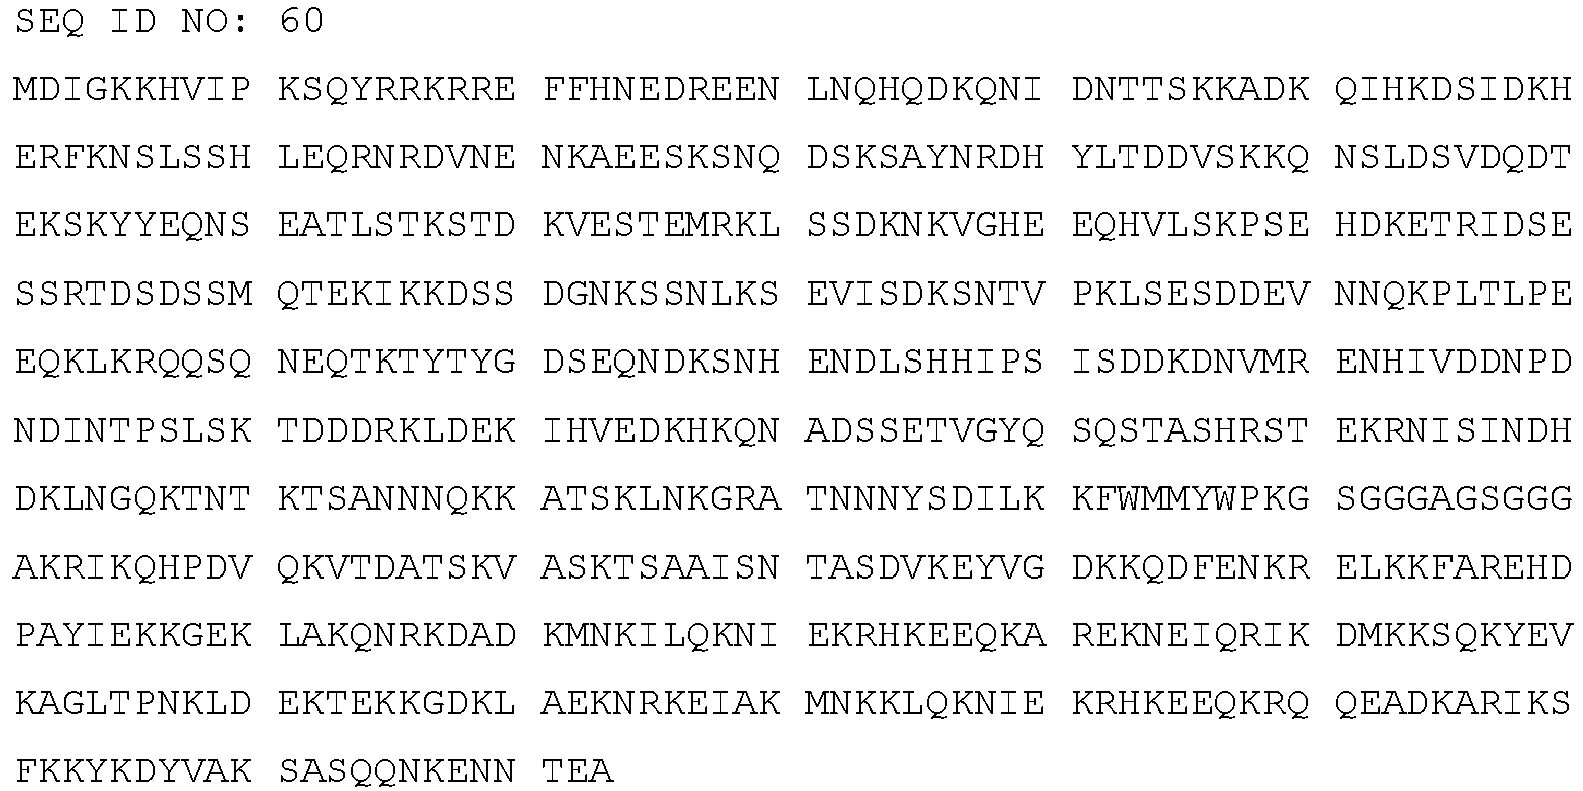 SEQ ID NO: 60
MDIGKKHVIP KSQYRRKRRE FFHNEDREEN LNQHQDKQNI DNTTSKKADK QIHKDSIDKH
ERFKNSLSSH LEQRNRDVNE NKAEESKSNQ DSKSAYNRDH YLTDDVSKKQ NSLDSVDQDT
EKSKYYEQNS EATLSTKSTD KVESTEMRKL SSDKNKVGHE EQHVLSKPSE HDKETRIDSE
SSRTDSDSSM QTEKIKKDSS DGNKSSNLKS EVISDKSNTV PKLSESDDEV NNQKPLTLPE
EQKLKRQQSQ NEQTKTYTYG DSEQNDKSNH ENDLSHHIPS ISDDKDNVMR ENHIVDDNPD
NDINTPSLSK TDDDRKLDEK IHVEDKHKQN ADSSETVGYQ SQSTASHRST EKRNISINDH
DKLNGQKTNT KTSANNNQKK ATSKLNKGRA TNNNYSDILK KFWMMYWPKG SGGGAGSGGG
AKRIKQHPDV QKVTDATSKV ASKTSAAISN TASDVKEYVG DKKQDFENKR ELKKFAREHD
PAYIEKKGEK LAKQNRKDAD KMNKILQKNI EKRHKEEQKA REKNEIQRIK DMKKSQKYEV
KAGLTPNKLD EKTEKKGDKL AEKNRKEIAK MNKKLQKNIE KRHKEEQKRQ QEADKARIKS
FKKYKDYVAK SASQQNKENN TEA